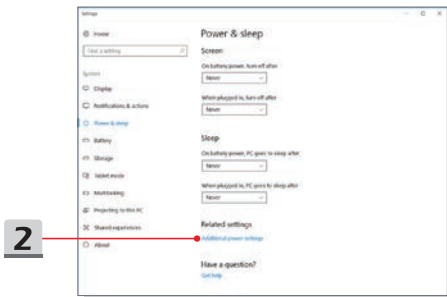 Settings
Home
Find a setting
System
Display
Notifications & actions
Power & sleep
Battery
Storage
Tablet mode
Multitasking
Projecting to this PC
Shared experiences
About
Power & sleep
Screen
On battery power, turn off after
Never
When plugged in, turn off after
Never
Sleep
On battery power, PC goes to sleep after
Never
When plugged in, PC goes to sleep after
Never
Related settings
Additional power settings
Have a question?
Get help
2